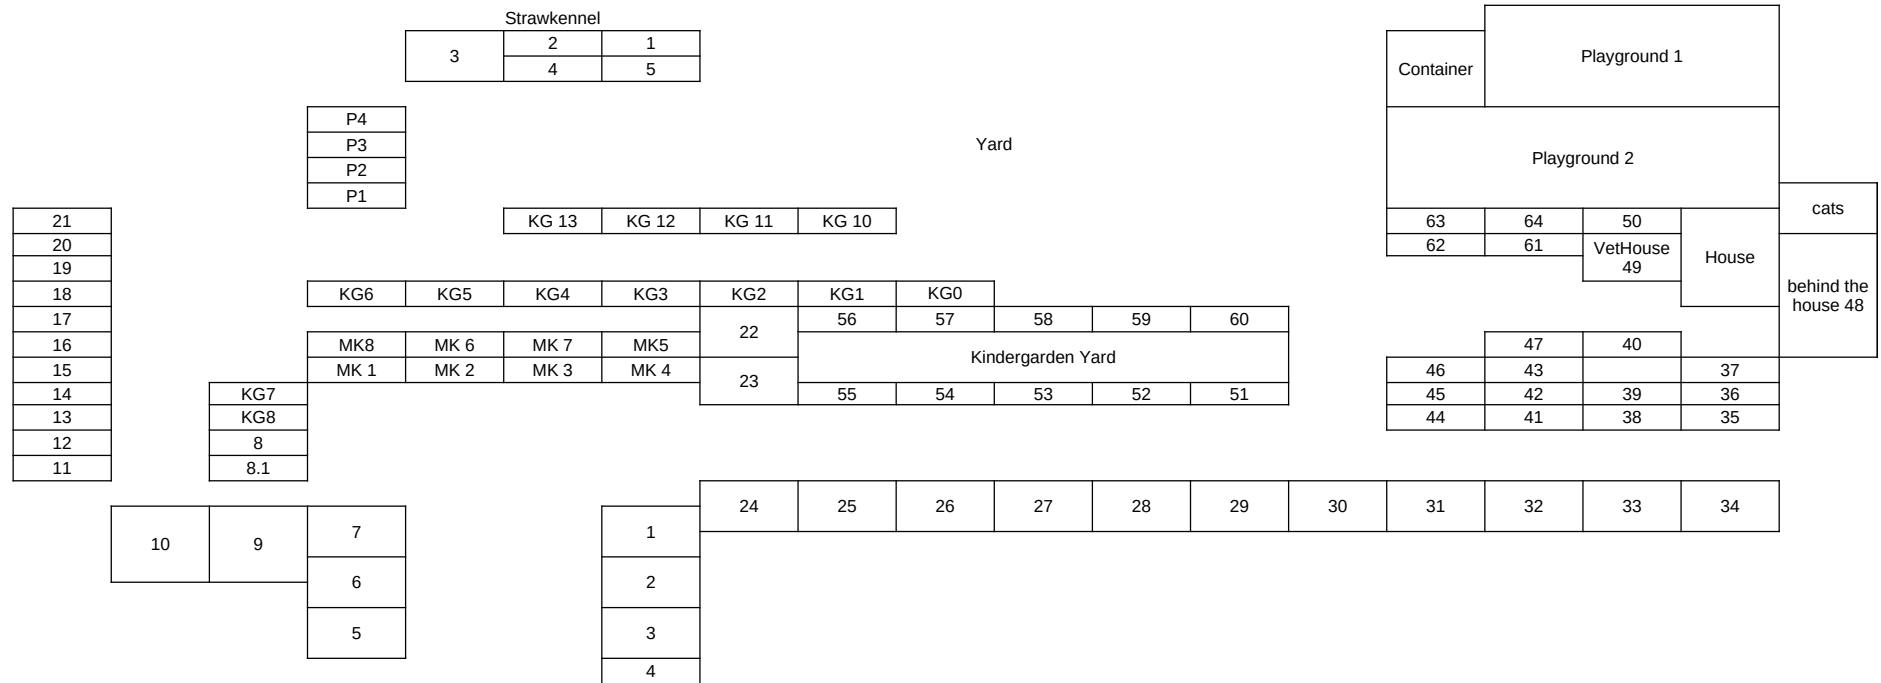 Strawkennel
3 2 1
4 5
Container Playground 1
P4
P3
P2
P1
Yard
Playground 2
cats
21 KG 13 KG 12 KG 11 KG 10 63 64 50
20 62 61 VetHouse
49
House
19
18 KG6 KG5 KG4 KG3 KG2 KG1 KG0
behind the
house 48
17 22 56 57 58 59 60
16 MK8 MK 6 MK 7 MK5 47 40
Kindergarden Yard
15 MK 1 MK 2 MK 3 MK 4 23 46 43 37
14 KG7 55 54 53 52 51 45 42 39 36
13 KG8 44 41 38 35
12 8
11 8.1
24 25 26 27 28 29 30 31 32 33 34
10 9 7 1
6 2
5 3
4